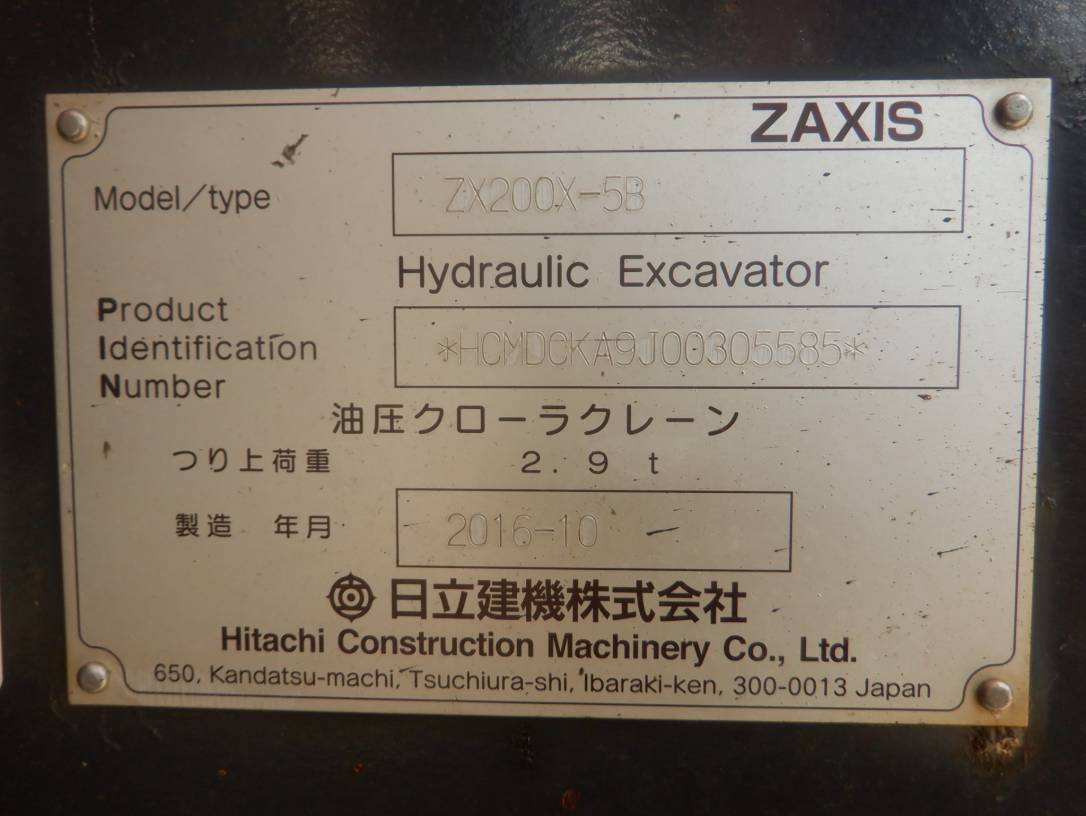 ZAXIS
Model/type ZX200X-5B
Hydraulic Excavator
Product
Identification
Number
*HCMDCKA9J00305585*
油圧クローラクレーン
つり上荷重 2.9 t
製造 年月 2016-10
日立建機株式会社
Hitachi Construction Machinery Co., Ltd.
650, Kandatsu-machi, Tsuchiura-shi, Ibaraki-ken, 300-0013 Japan